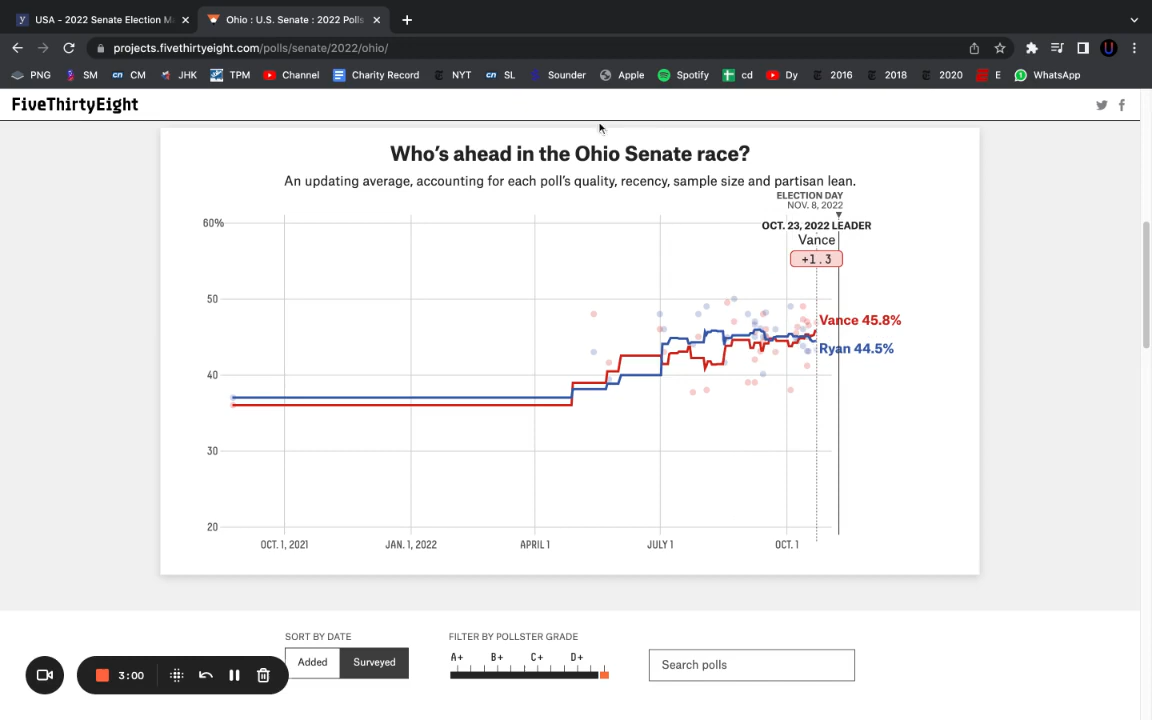 USA - 2022 Senate Election M
Ohio : U.S. Senate : 2022 Polls
projects.fivethirtyeight.com/polls/senate/2022/ohio/
PNG SM CM JHK TPM Channel Charity Record NYT SL Sounder Apple Spotify cd Dy 2016 2018 2020 E WhatsApp
FiveThirtyEight
Who's ahead in the Ohio Senate race?
An updating average, accounting for each poll's quality, recency, sample size and partisan lean.
ELECTION DAY
NOV. 8, 2022
OCT. 23, 2022 LEADER
Vance
+1.3
60%
50
40
30
20
Vance 45.8%
Ryan 44.5%
OCT. 1, 2021 JAN. 1, 2022 APRIL 1 JULY 1 OCT. 1
SORT BY DATE
Added Surveyed
FILTER BY POLLSTER GRADE
A+ B+ C+ D+
Search polls
3:00